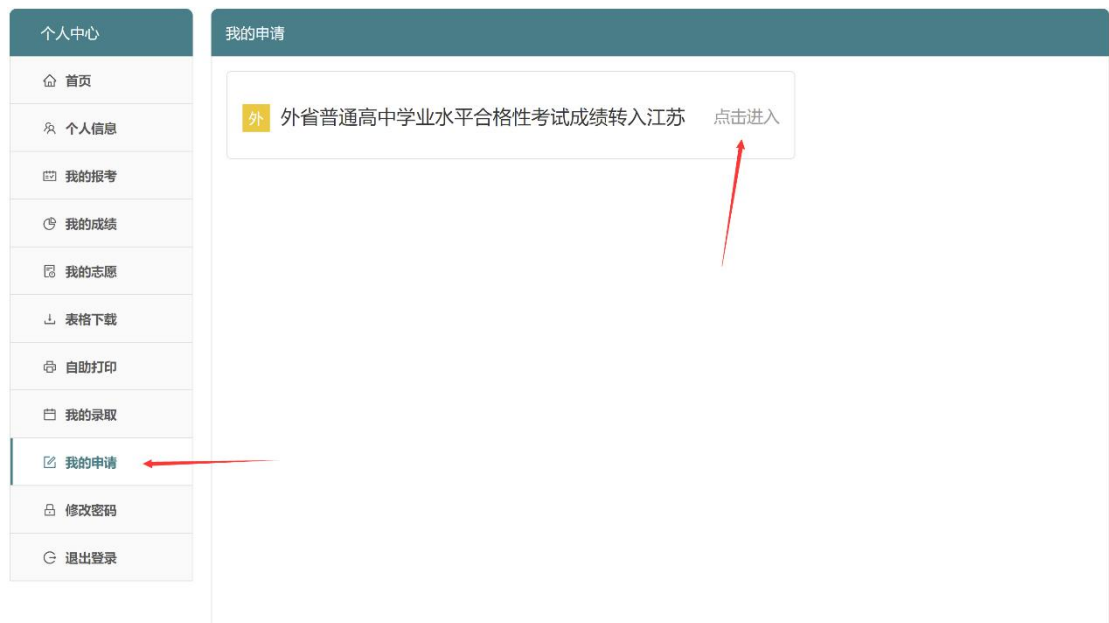 个人中心
首页
个人信息
我的报考
我的成绩
我的志愿
表格下载
自助打印
我的录取
我的申请
修改密码
退出登录
我的申请
外 外省普通高中学业水平合格性考试成绩转入江苏 点击进入